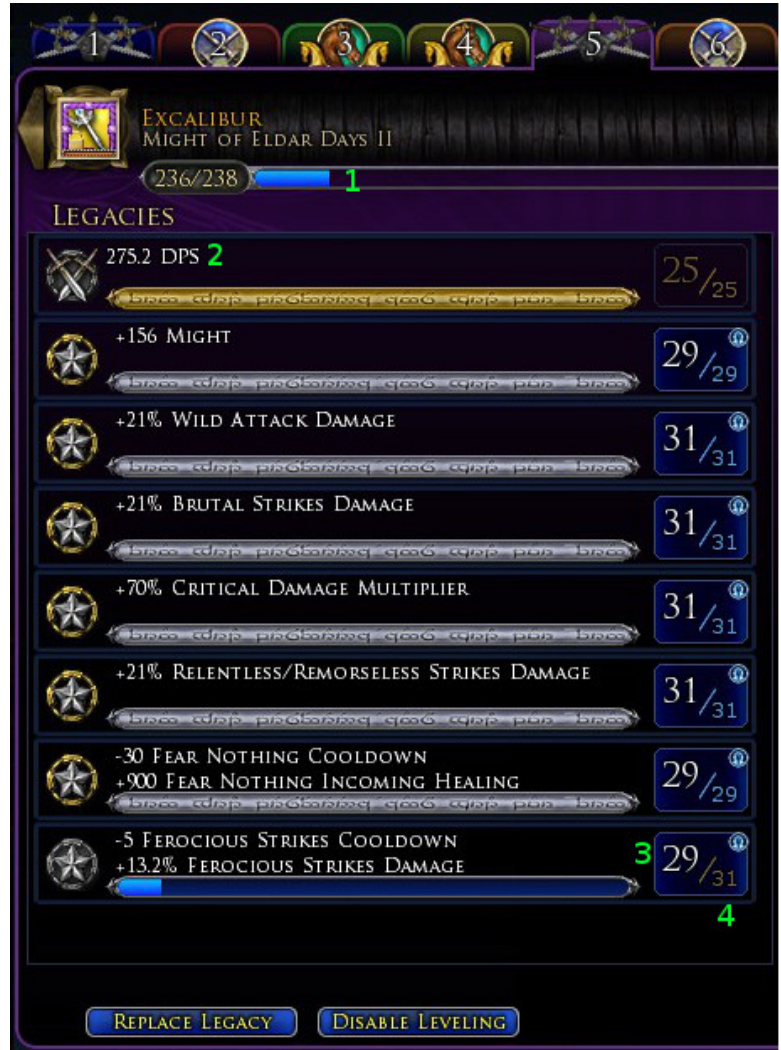 1 2 3 4 5 6
EXCALIBUR
MIGHT OF ELDAR DAYS II
236/238 1
LEGACIES
275.2 DPS 2 25/25
+156 MIGHT 29/29
+21% WILD ATTACK DAMAGE 31/31
+21% BRUTAL STRIKES DAMAGE 31/31
+70% CRITICAL DAMAGE MULTIPLIER 31/31
+21% RELENTLESS/REMORSELESS STRIKES DAMAGE 31/31
-30 FEAR NOTHING COOLDOWN
+900 FEAR NOTHING INCOMING HEALING 29/29
-5 FEROCIOUS STRIKES COOLDOWN
+13.2% FEROCIOUS STRIKES DAMAGE 3 29/31
4
REPLACE LEGACY DISABLE LEVELING